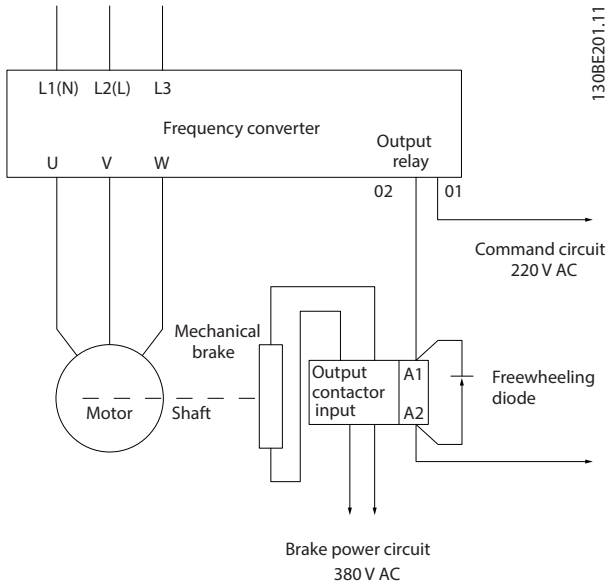 130BE201.11
L1(N) L2(L) L3
Frequency converter
Output
relay
U V W
02 01
Command circuit
220 V AC
Mechanical
brake
Output
contactor
input
A1
A2
Freewheeling
diode
Motor
Shaft
Brake power circuit
380 V AC